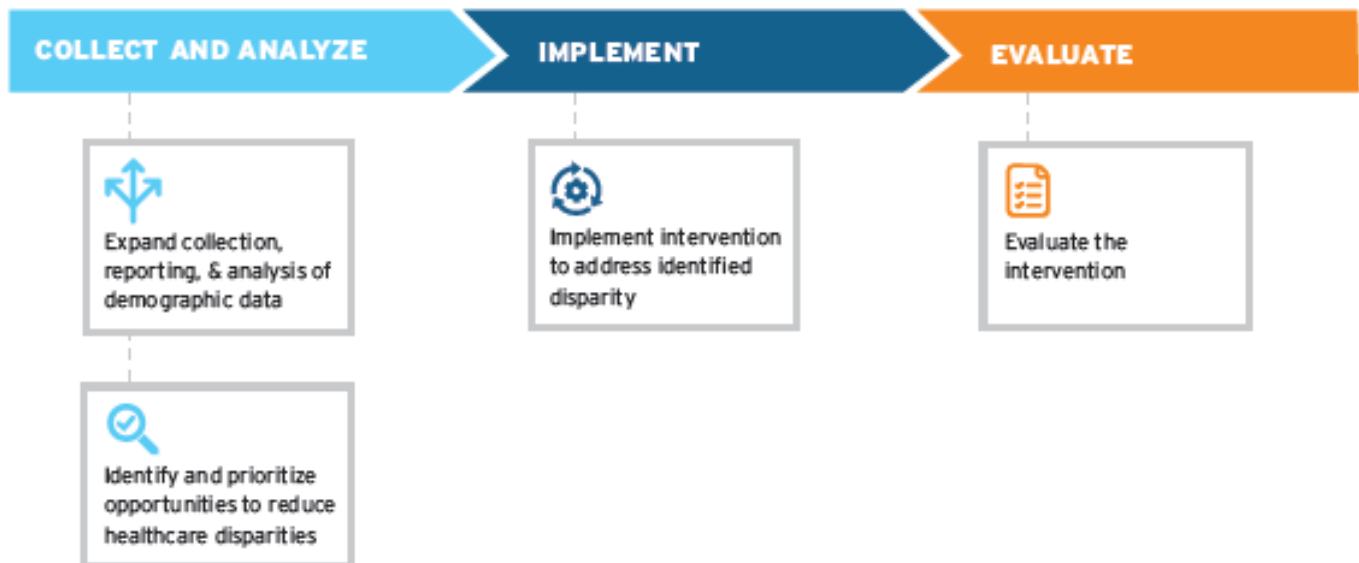 COLLECT AND ANALYZE
IMPLEMENT
EVALUATE
Expand collection,
reporting, & analysis of
demographic data
Identify and prioritize
opportunities to reduce
healthcare disparities
Implement intervention
to address identified
disparity
Evaluate the
intervention